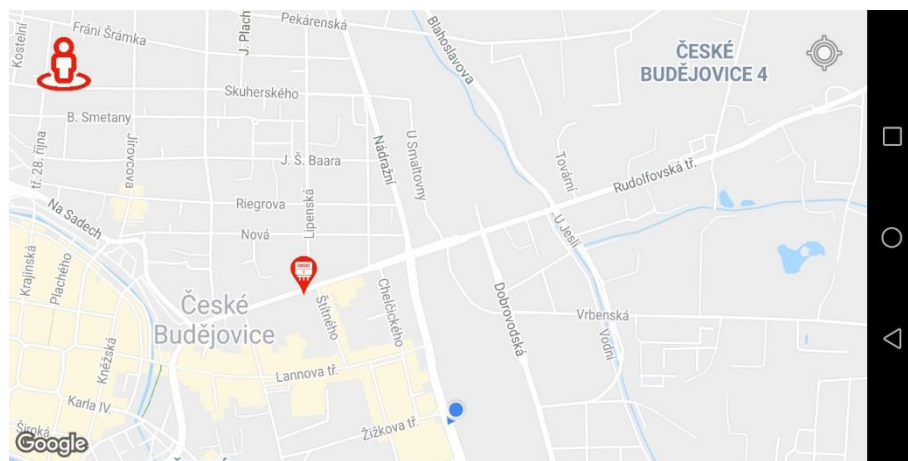 Kostelní
Fráni Šrámka
J. Plach
Pekárenská
Blahoslavova
ČESKÉ
BUDĚJOVICE 4
Skuherského
B. Smetany
Jírovcova
tř. 28. října
J. Š. Baara
Nádražní
U Smaltovny
Tovární
Rudolfovská tř.
Riegrova
Lipenská
Na Sadech
Nová
U Jeslí
Krajinská
Plachého
České
Budějovice
Štítného
Chelčického
Dobrovodská
Vrbenská
Vodní
Kněžská
Lannova tř.
Karla IV.
Žižkova tř.
Široká
Google